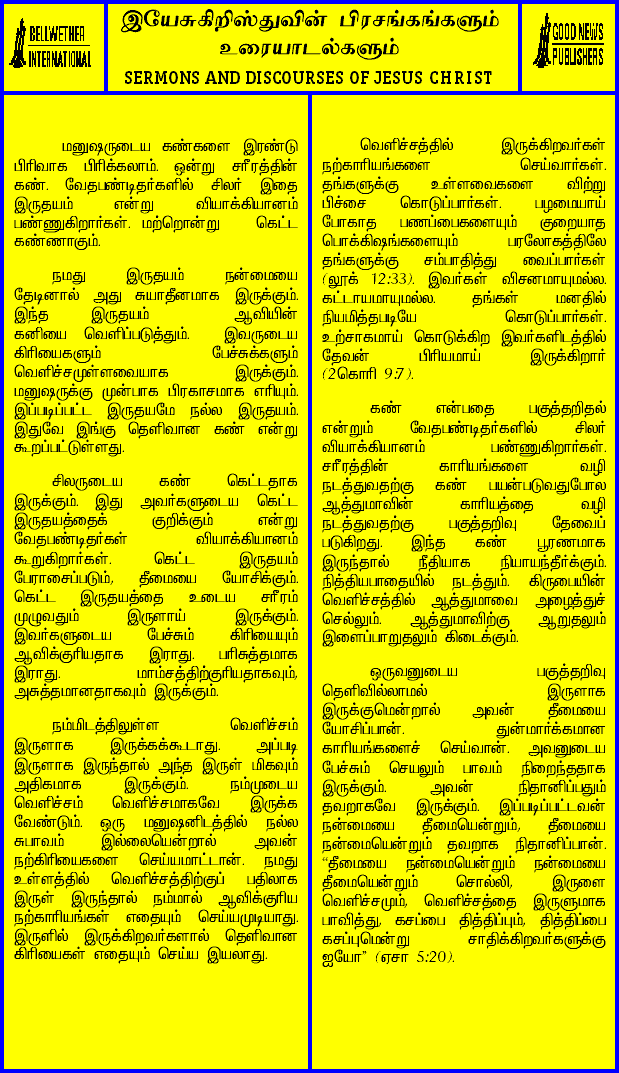 BELLWETHER
INTERNATIONAL
இயேசுகிறிஸ்துவின் பிரசங்கங்களும்
உரையாடல்களும்
SERMONS AND DISCOURSES OF JESUS CHRIST
GOOD NEWS
PUBLISHERS
மனுஷருடைய கண்களை இரண்டு
பிரிவாக பிரிக்கலாம். ஒன்று சரீரத்தின்
கண். வேதபண்டிதர்களில் சிலர் இதை
இருதயம் என்று வியாக்கியானம்
பண்ணுகிறார்கள். மற்றொன்று கெட்ட
கண்ணாகும்.
நமது இருதயம் நன்மையை
தேடினால் அது சுயாதீனமாக இருக்கும்.
இந்த இருதயம் ஆவியின்
கனியை வெளிப்படுத்தும். இவருடைய
கிரியைகளும் பேச்சுக்களும்
வெளிச்சமுள்ளவையாக இருக்கும்.
மனுஷருக்கு முன்பாக பிரகாசமாக எரியும்.
இப்படிப்பட்ட இருதயமே நல்ல இருதயம்.
இதுவே இங்கு தெளிவான கண் என்று
கூறப்பட்டுள்ளது.
சிலருடைய கண் கெட்டதாக
இருக்கும். இது அவர்களுடைய கெட்ட
இருதயத்தைக் குறிக்கும் என்று
வேதபண்டிதர்கள் வியாக்கியானம்
கூறுகிறார்கள். கெட்ட இருதயம்
பேராசைப்படும், தீமையை யோசிக்கும்.
கெட்ட இருதயத்தை உடைய சரீரம்
முழுவதும் இருளாய் இருக்கும்.
இவர்களுடைய பேச்சும் கிரியையும்
ஆவிக்குரியதாக இராது. பரிசுத்தமாக
இராது. மாம்சத்திற்குரியதாகவும்,
அசுத்தமானதாகவும் இருக்கும்.
நம்மிடத்திலுள்ள வெளிச்சம்
இருளாக இருக்கக்கூடாது. அப்படி
இருளாக இருந்தால் அந்த இருள் மிகவும்
அதிகமாக இருக்கும். நம்முடைய
வெளிச்சம் வெளிச்சமாகவே இருக்க
வேண்டும். ஒரு மனுஷனிடத்தில் நல்ல
சுபாவம் இல்லையென்றால் அவன்
நற்கிரியைகளை செய்யமாட்டான். நமது
உள்ளத்தில் வெளிச்சத்திற்குப் பதிலாக
இருள் இருந்தால் நம்மால் ஆவிக்குரிய
நற்காரியங்கள் எதையும் செய்யமுடியாது.
இருளில் இருக்கிறவர்களால் தெளிவான
கிரியைகள் எதையும் செய்ய இயலாது.
வெளிச்சத்தில் இருக்கிறவர்கள்
நற்காரியங்களை செய்வார்கள்.
தங்களுக்கு உள்ளவைகளை விற்று
பிச்சை கொடுப்பார்கள். பழமையாய்
போகாத பணப்பைகளையும் குறையாத
பொக்கிஷங்களையும் பரலோகத்திலே
தங்களுக்கு சம்பாதித்து வைப்பார்கள்
(லூக் 12:33). இவர்கள் விசனமாயுமல்ல.
கட்டாயமாயுமல்ல. தங்கள் மனதில்
நியமித்தபடியே கொடுப்பார்கள்.
உற்சாகமாய் கொடுக்கிற இவர்களிடத்தில்
தேவன் பிரியமாய் இருக்கிறார்
(2கொரி 9:7).
கண் என்பதை பகுத்தறிதல்
என்றும் வேதபண்டிதர்களில் சிலர்
வியாக்கியானம் பண்ணுகிறார்கள்.
சரீரத்தின் காரியங்களை வழி
நடத்துவதற்கு கண் பயன்படுவதுபோல
ஆத்துமாவின் காரியத்தை வழி
நடத்துவதற்கு பகுத்தறிவு தேவைப்
படுகிறது. இந்த கண் பூரணமாக
இருந்தால் நீதியாக நியாயந்தீர்க்கும்.
நித்தியபாதையில் நடத்தும். கிருபையின்
வெளிச்சத்தில் ஆத்துமாவை அழைத்துச்
செல்லும். ஆத்துமாவிற்கு ஆறுதலும்
இளைப்பாறுதலும் கிடைக்கும்.
ஒருவனுடைய பகுத்தறிவு
தெளிவில்லாமல் இருளாக
இருக்குமென்றால் அவன் தீமையை
யோசிப்பான். துன்மார்க்கமான
காரியங்களைச் செய்வான். அவனுடைய
பேச்சும் செயலும் பாவம் நிறைந்ததாக
இருக்கும். அவன் நிதானிப்பதும்
தவறாகவே இருக்கும். இப்படிப்பட்டவன்
நன்மையை தீமையென்றும், தீமையை
நன்மையென்றும் தவறாக நிதானிப்பான்.
“தீமையை நன்மையென்றும் நன்மையை
தீமையென்றும் சொல்லி, இருளை
வெளிச்சமும், வெளிச்சத்தை இருளுமாக
பாவித்து, கசப்பை தித்திப்பும், தித்திப்பை
கசப்புமென்று சாதிக்கிறவர்களுக்கு
ஐயோ” (ஏசா 5:20).